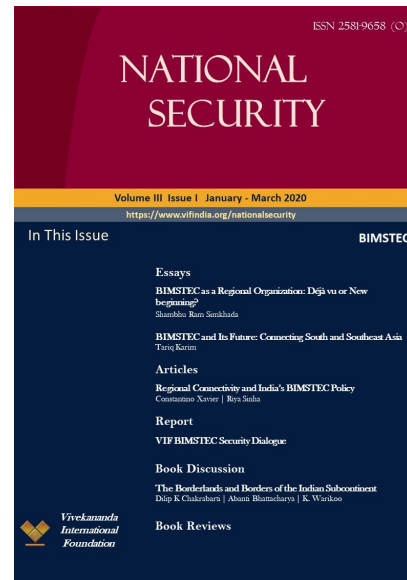 ISSN 2581-9658 (O)
NATIONAL
SECURITY
Volume III Issue I January - March 2020
https://www.vifindia.org/nationalsecurity
In This Issue
BIMSTEC
Essays
BIMSTEC as a Regional Organization: Déjà vu or New
beginning?
Shambhu Ram Simkhada
BIMSTEC and Its Future: Connecting South and Southeast Asia
Tariq Karim
Articles
Regional Connectivity and India's BIMSTEC Policy
Constantino Xavier | Riya Sinha
Report
VIF BIMSTEC Security Dialogue
Book Discussion
The Borderlands and Borders of the Indian Subcontinent
Dilip K Chakrabarti | Abanti Bhattacharya | K. Warikoo
Book Reviews
Vivekananda
International
Foundation